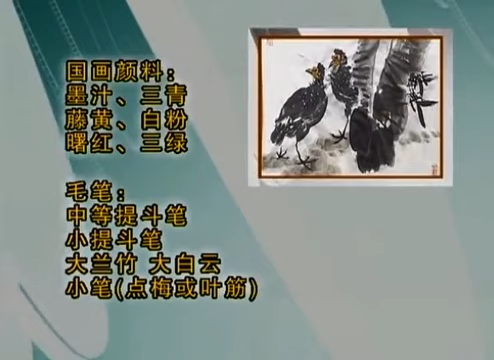 国画颜料：
墨汁、三青
藤黄、白粉
曙红、三绿
毛笔：
中等提斗笔
小提斗笔
大兰竹 大白云
小笔(点梅或叶筋)